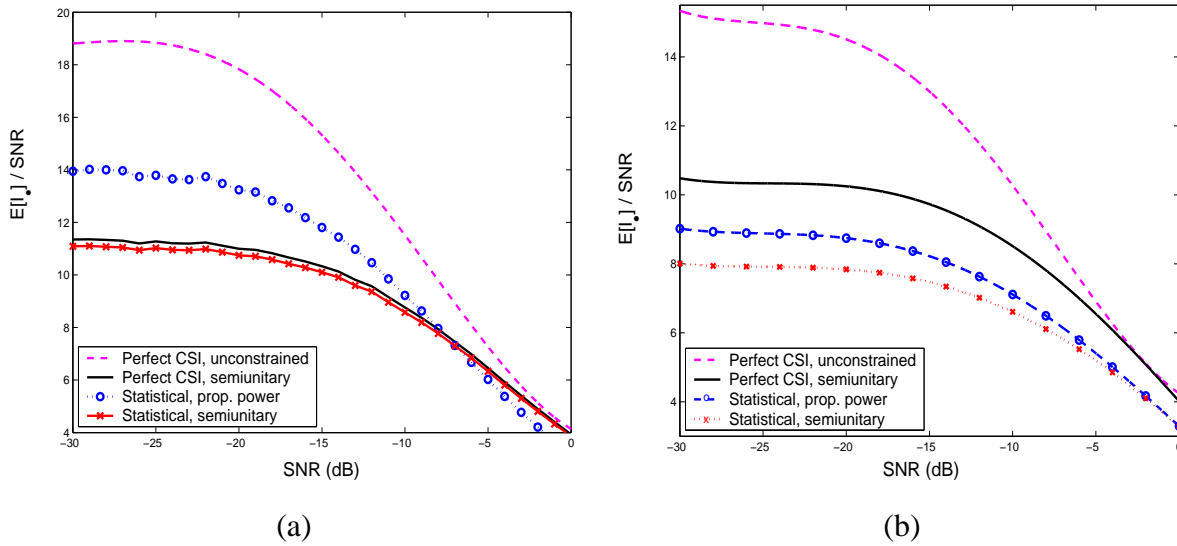 20
18
16
14
12
10
8
6
4
E[I●] / SNR
Perfect CSI, unconstrained
Perfect CSI, semiunitary
Statistical, prop. power
Statistical, semiunitary
−30 −25 −20 −15 −10 −5 0
SNR (dB)
(a)
14
12
10
8
6
4
E[I●] / SNR
Perfect CSI, unconstrained
Perfect CSI, semiunitary
Statistical, prop. power
Statistical, semiunitary
−30 −25 −20 −15 −10 −5 0
SNR (dB)
(b)